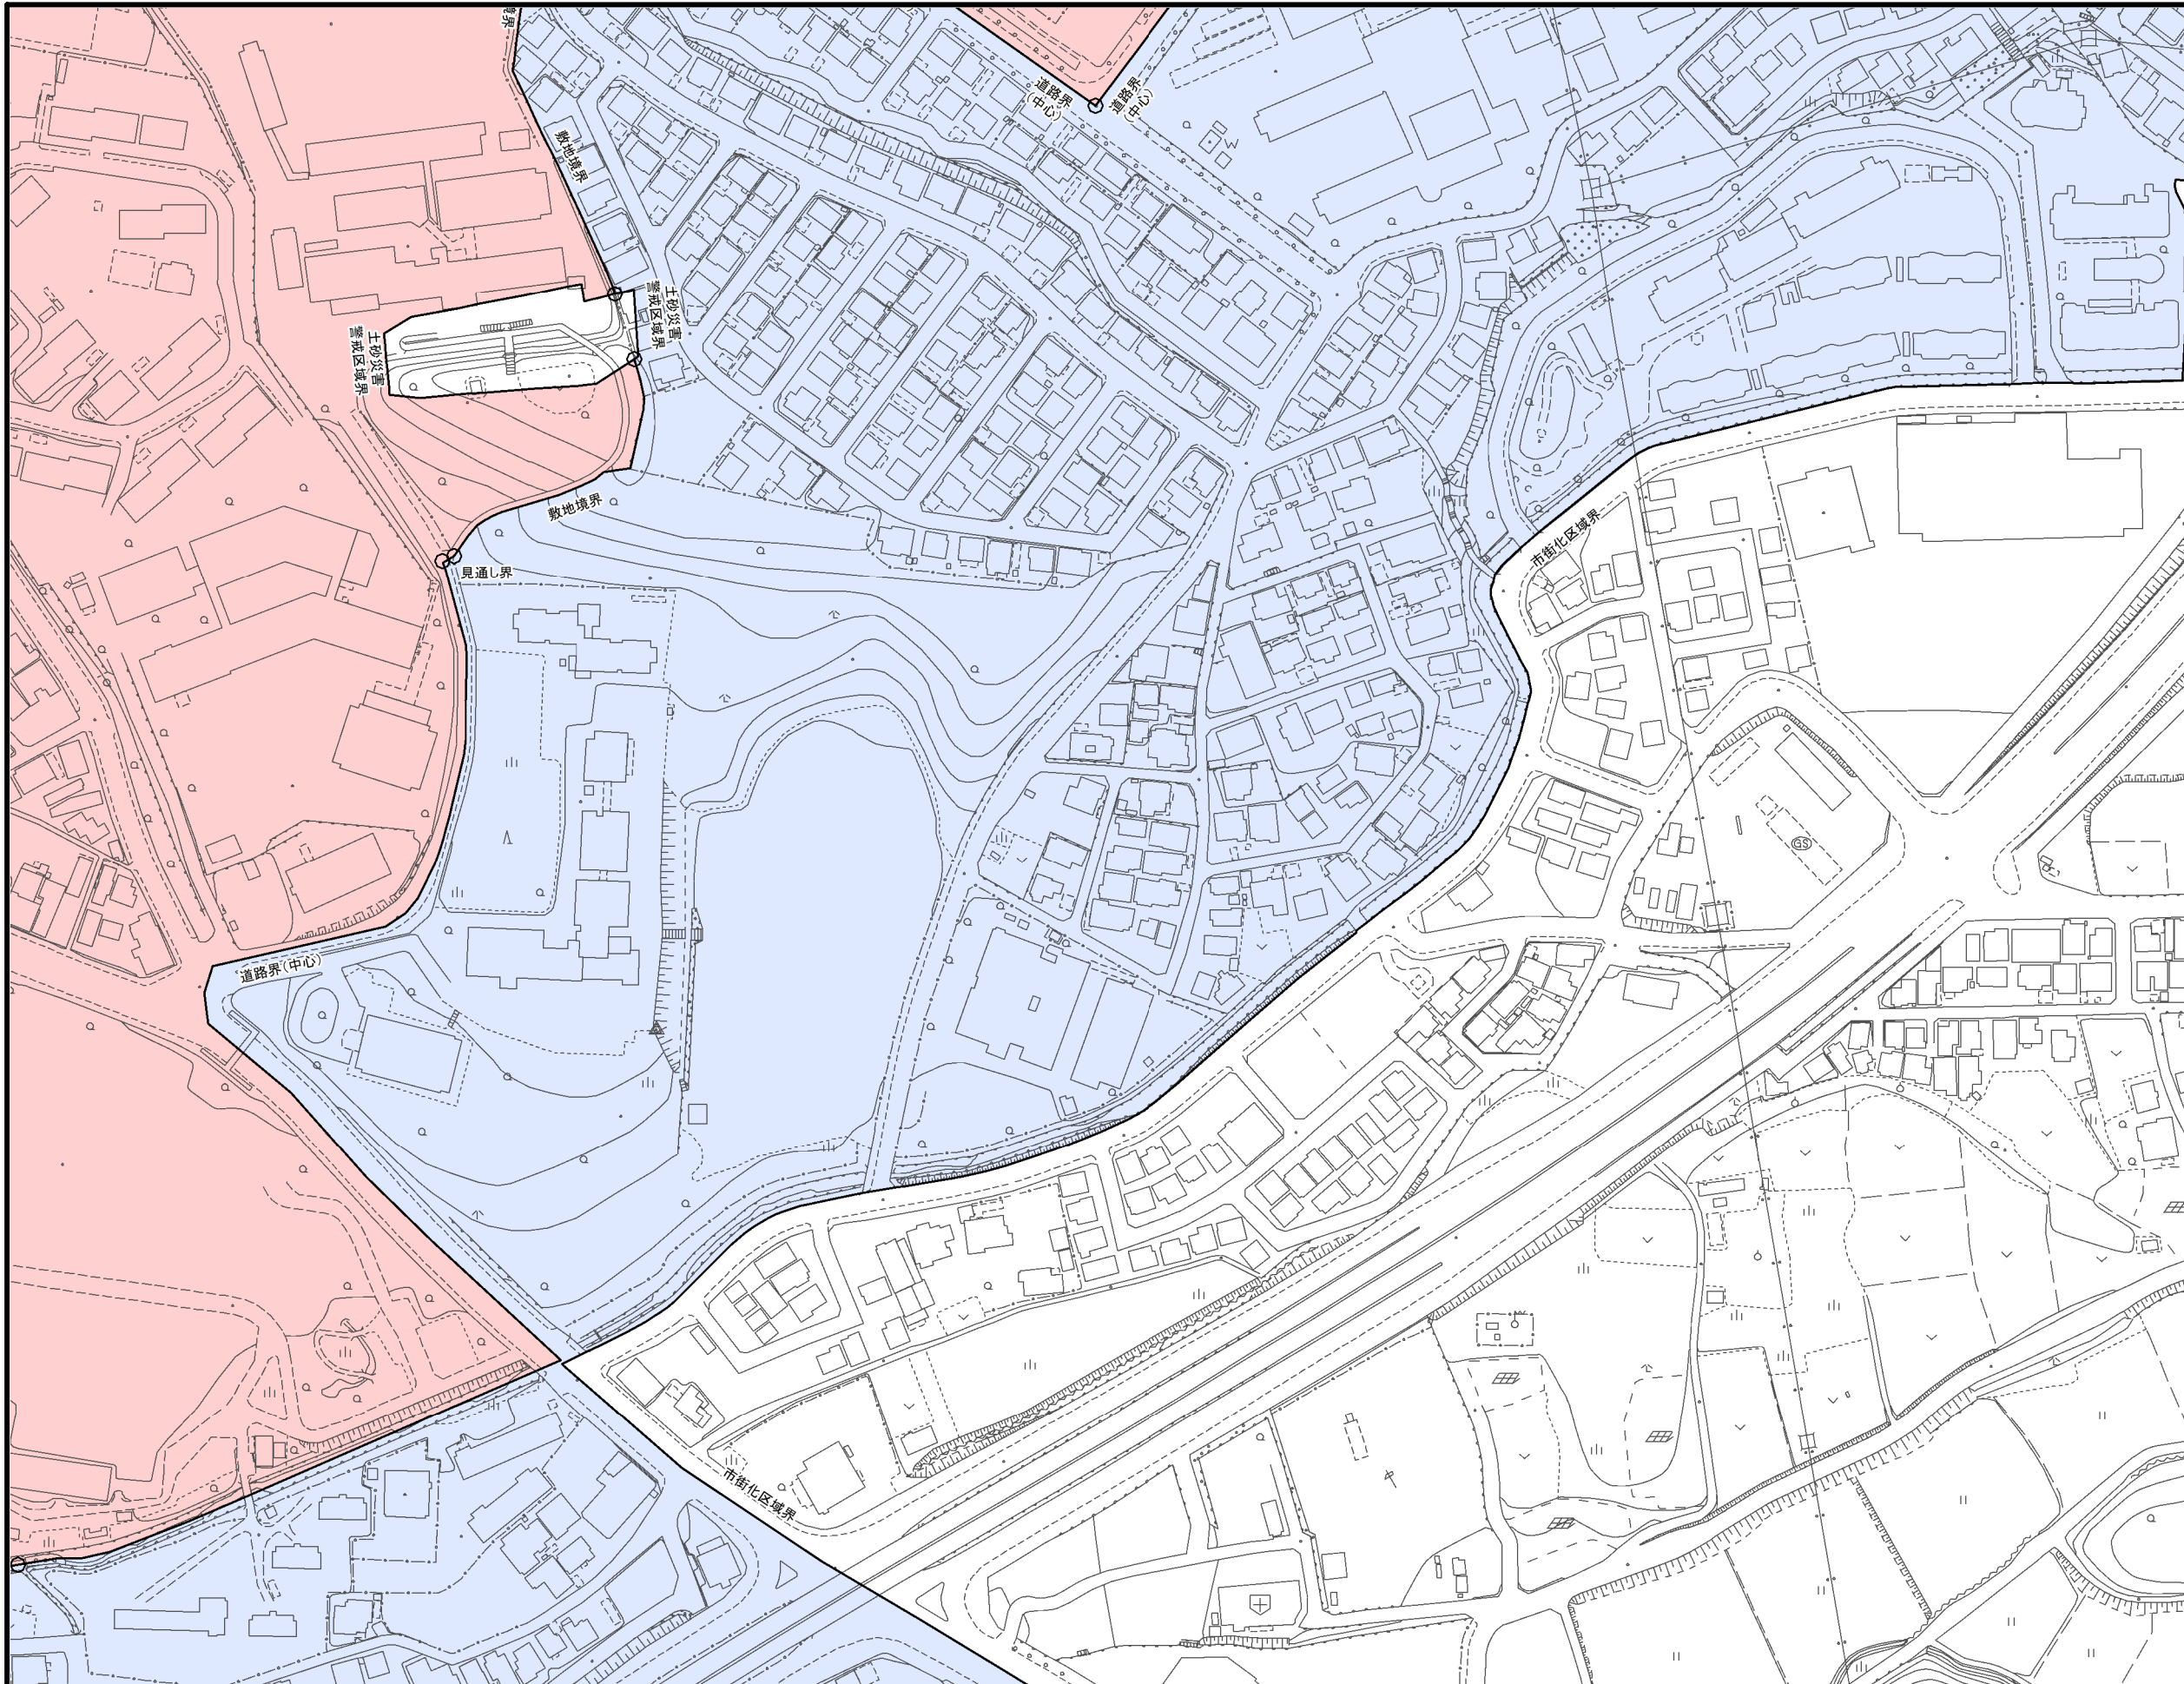 境界
道路界
(中心)
道路界
(中心)
敷地境界
土砂災害
警戒区域界
土砂災害
警戒区域界
敷地境界
見通し界
市街化区域界
GS
道路界(中心)
市街化区域界